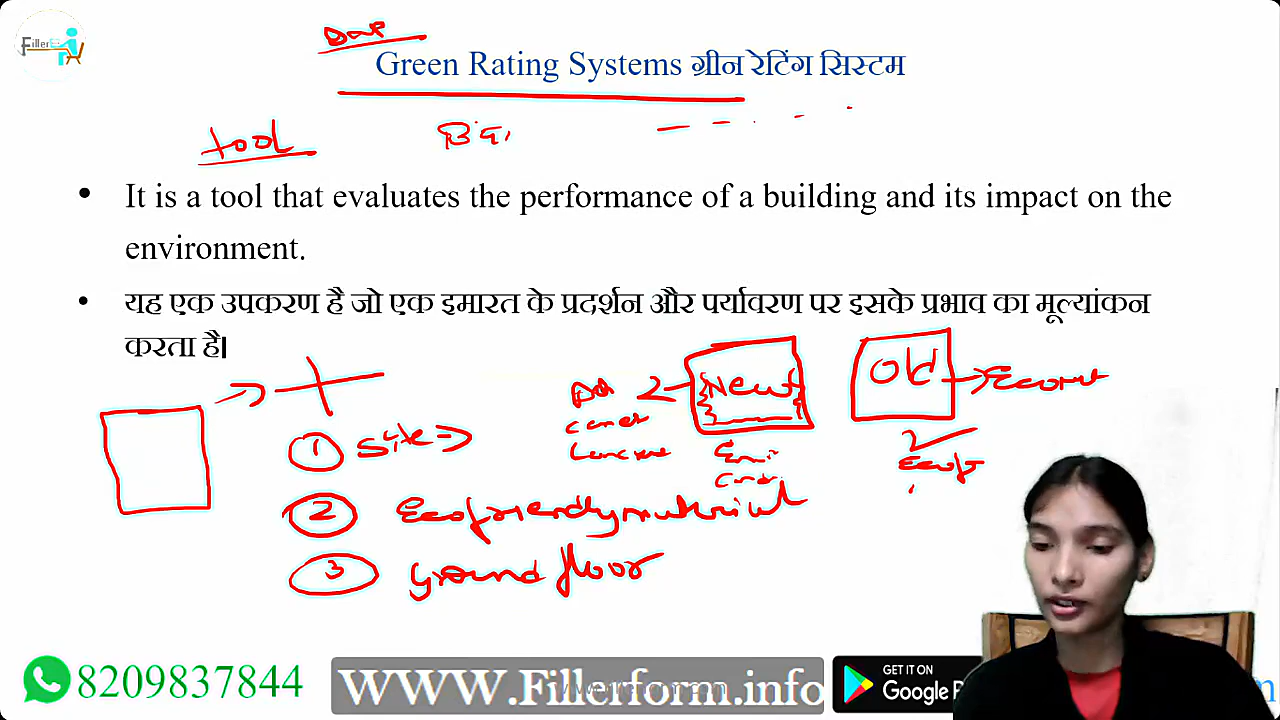 Filler
Green Rating Systems ग्रीन रेटिंग सिस्टम
tool
It is a tool that evaluates the performance of a building and its impact on the
environment.
यह एक उपकरण है जो एक इमारत के प्रदर्शन और पर्यावरण पर इसके प्रभाव का मूल्यांकन
करता है।
Old
① Site
② Ecofriendly material
③ ground floor
8209837844
WWW.Fillerform.info
GET IT ON
Google P